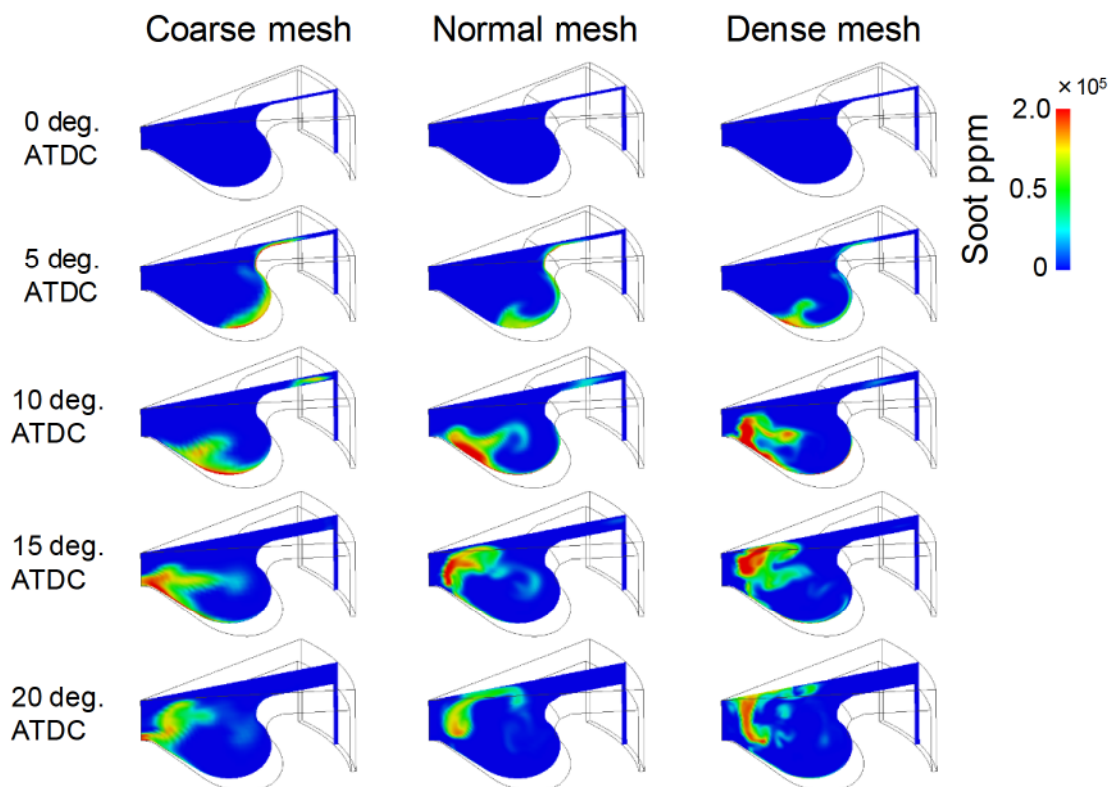 Coarse mesh
Normal mesh
Dense mesh
× 10⁵
2.0
0.5
0
Soot ppm
0 deg.
ATDC
5 deg.
ATDC
10 deg.
ATDC
15 deg.
ATDC
20 deg.
ATDC